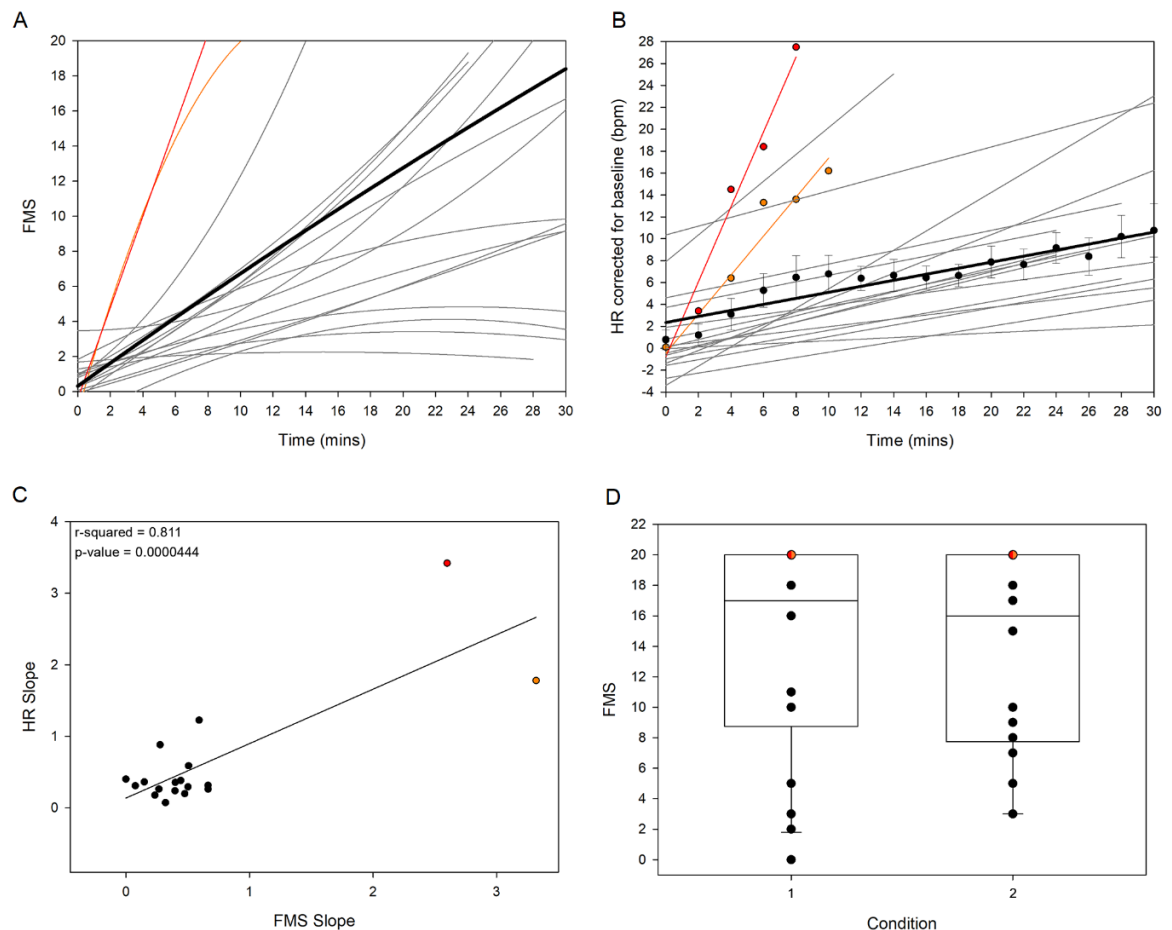 A
FMS
20
18
16
14
12
10
8
6
4
2
0
0 2 4 6 8 10 12 14 16 18 20 22 24 26 28 30
Time (mins)
B
HR corrected for baseline (bpm)
28
26
24
22
20
18
16
14
12
10
8
6
4
2
0
-2
-4
0 2 4 6 8 10 12 14 16 18 20 22 24 26 28 30
Time (mins)
C
r-squared = 0.811
p-value = 0.0000444
HR Slope
4
3
2
1
0
0 1 2 3
FMS Slope
D
FMS
22
20
18
16
14
12
10
8
6
4
2
0
1 2
Condition